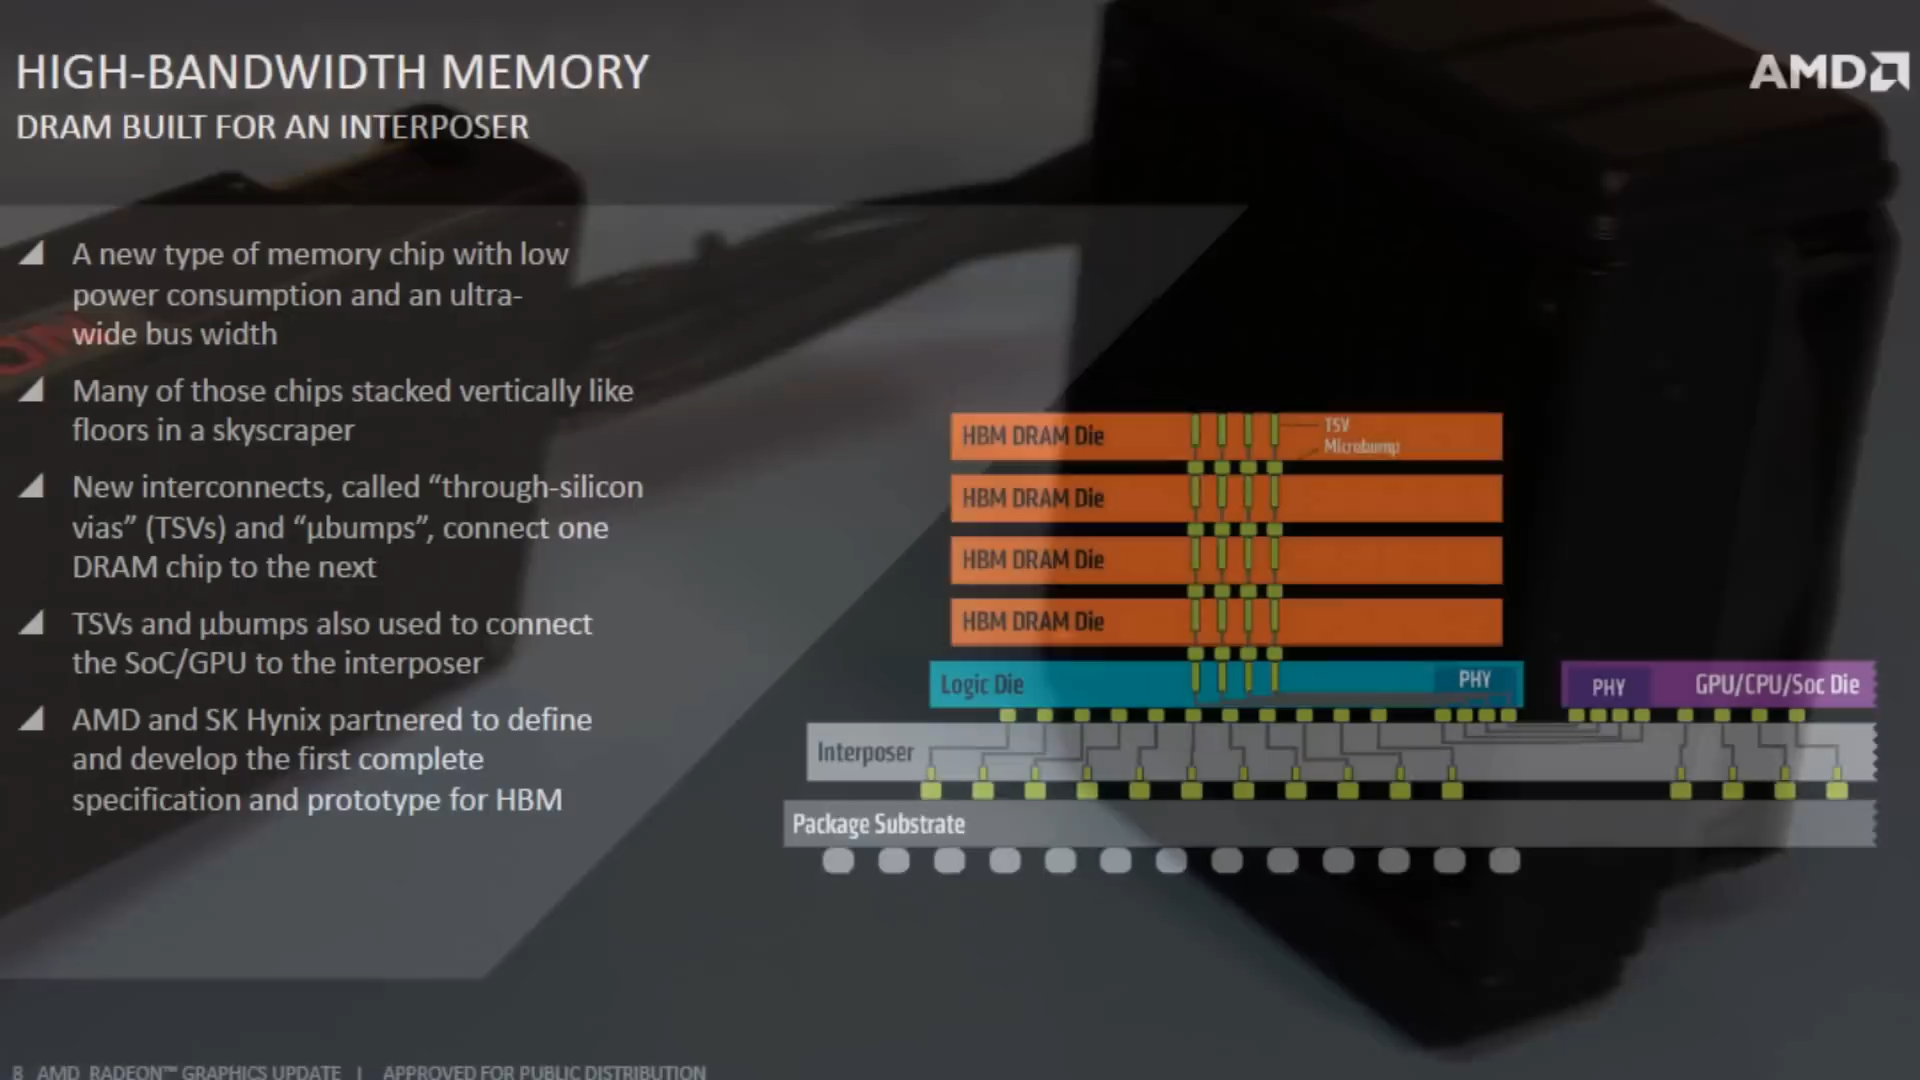 HIGH-BANDWIDTH MEMORY
DRAM BUILT FOR AN INTERPOSER
AMD
A new type of memory chip with low
power consumption and an ultra-
wide bus width
Many of those chips stacked vertically like
floors in a skyscraper
New interconnects, called “through-silicon
vias” (TSVs) and “µbumps”, connect one
DRAM chip to the next
TSVs and µbumps also used to connect
the SoC/GPU to the interposer
AMD and SK Hynix partnered to define
and develop the first complete
specification and prototype for HBM
HBM DRAM Die
TSV
Microbump
HBM DRAM Die
HBM DRAM Die
HBM DRAM Die
Logic Die
PHY
PHY
GPU/CPU/Soc Die
Interposer
Package Substrate
8 AMD RADEON™ GRAPHICS UPDATE | APPROVED FOR PUBLIC DISTRIBUTION